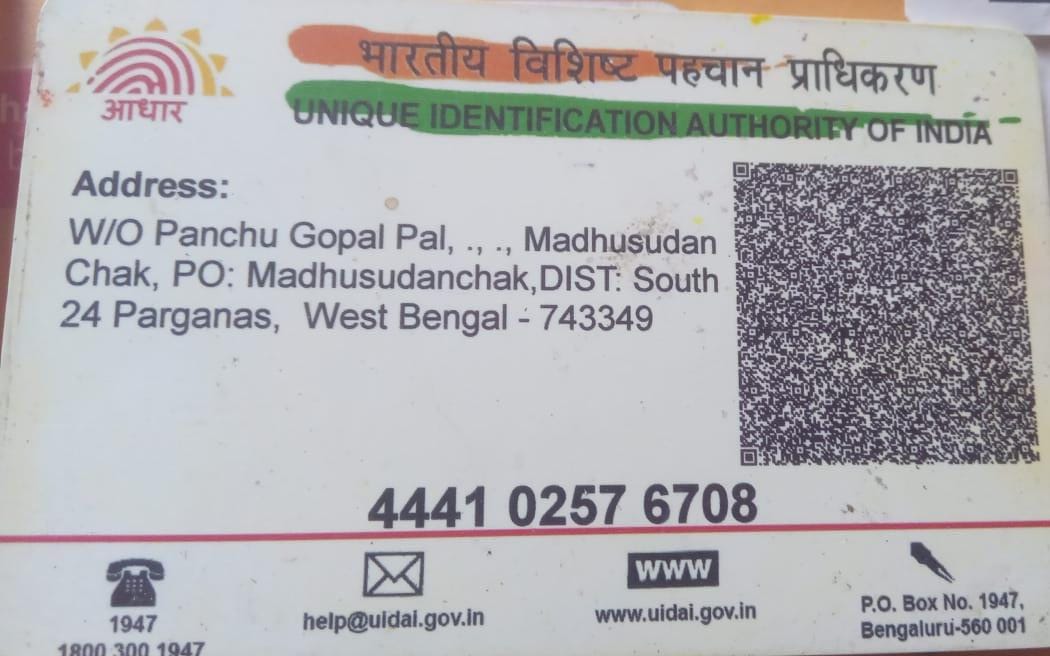 आधार
भारतीय विशिष्ट पहचान प्राधिकरण
UNIQUE IDENTIFICATION AUTHORITY OF INDIA
Address:
W/O Panchu Gopal Pal, ., ., Madhusudan
Chak, PO: Madhusudanchak,DIST: South
24 Parganas, West Bengal - 743349
4441 0257 6708
1947
1800 300 1947
help@uidai.gov.in
www
www.uidai.gov.in
P.O. Box No. 1947,
Bengaluru-560 001